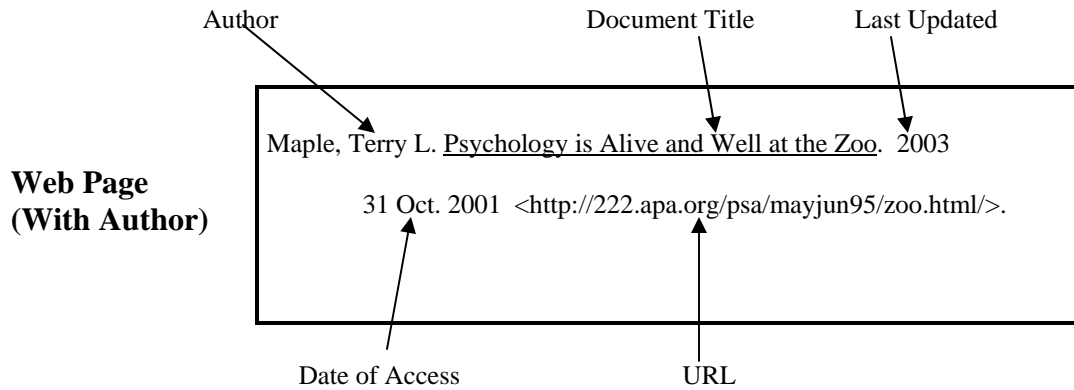 Author Document Title Last Updated
Maple, Terry L. Psychology is Alive and Well at the Zoo. 2003
Web Page
(With Author)
31 Oct. 2001 <http://222.apa.org/psa/mayjun95/zoo.html/>.
Date of Access URL